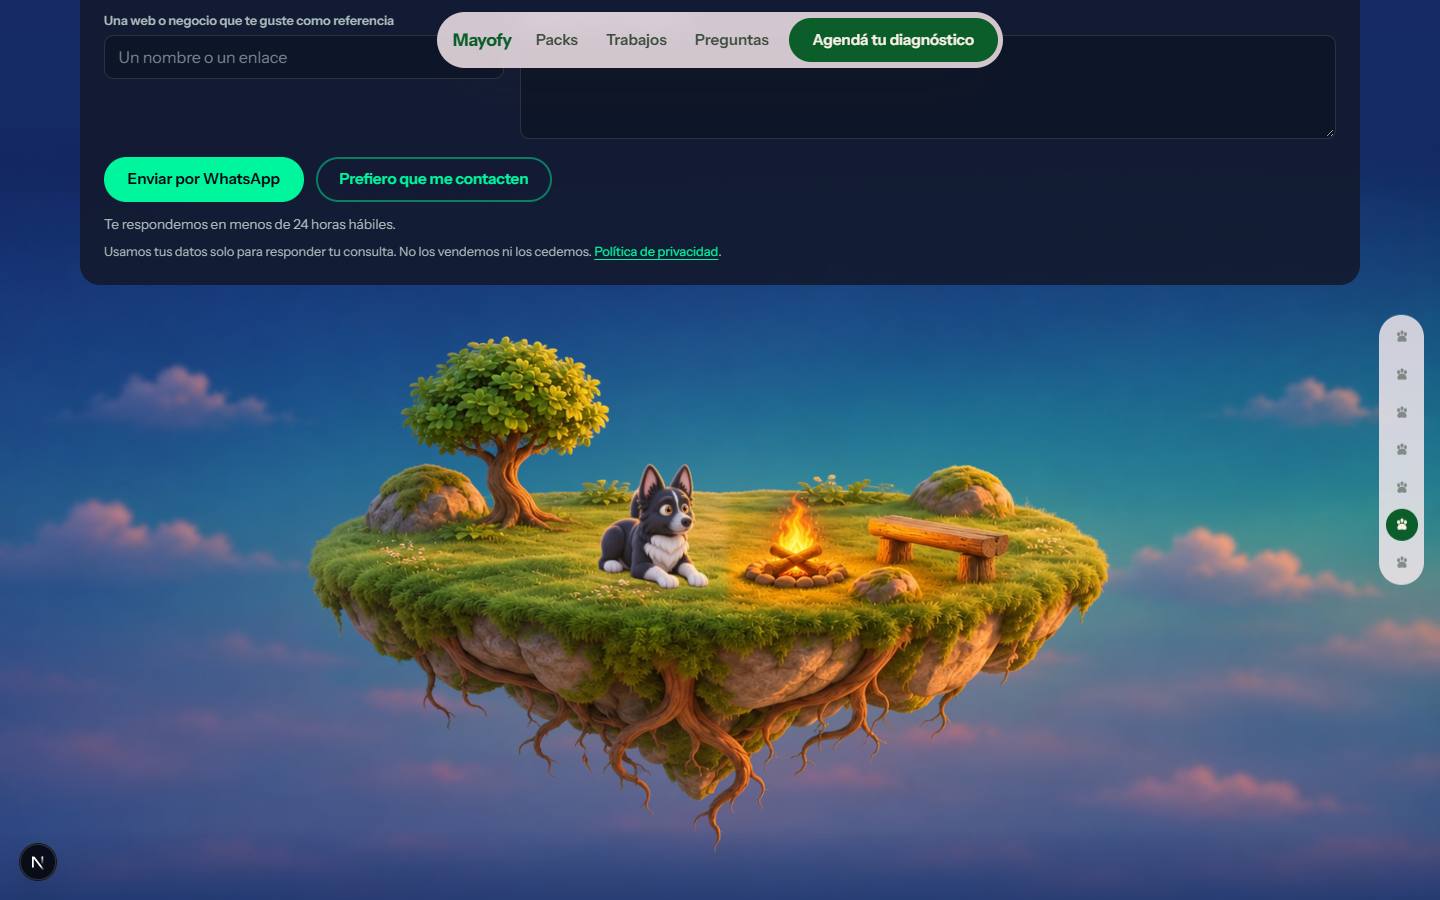 Una web o negocio que te guste como referencia
Mayofy
Packs
Trabajos
Preguntas
Agendá tu diagnóstico
Un nombre o un enlace
Enviar por WhatsApp
Prefiero que me contacten
Te respondemos en menos de 24 horas hábiles.
Usamos tus datos solo para responder tu consulta. No los vendemos ni los cedemos. Política de privacidad.
N